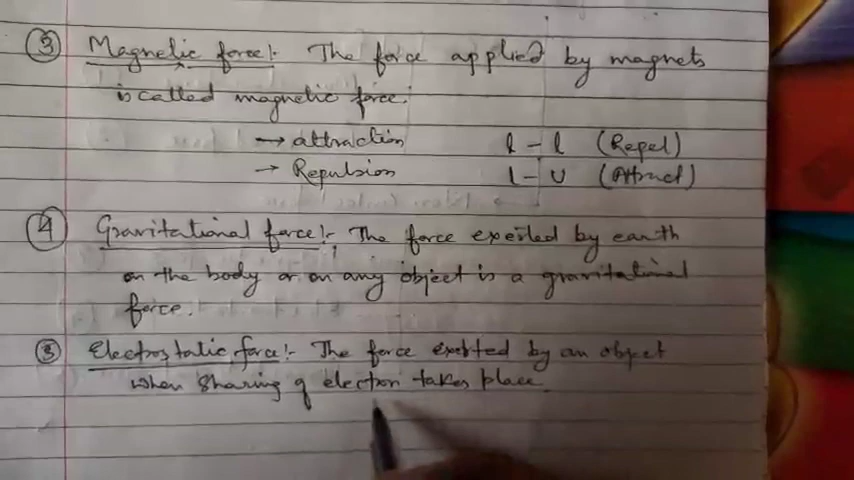 ③ Magnetic force:- The force applied by magnets
is called magnetic force.
→ attraction l - l (Repel)
→ Repulsion l - U (Attract)
④ Gravitational force:- The force exerted by earth
on the body or on any object is a gravitational
force.
⑤ Electrostatic force:- The force exerted by an object
when sharing of electron takes place.